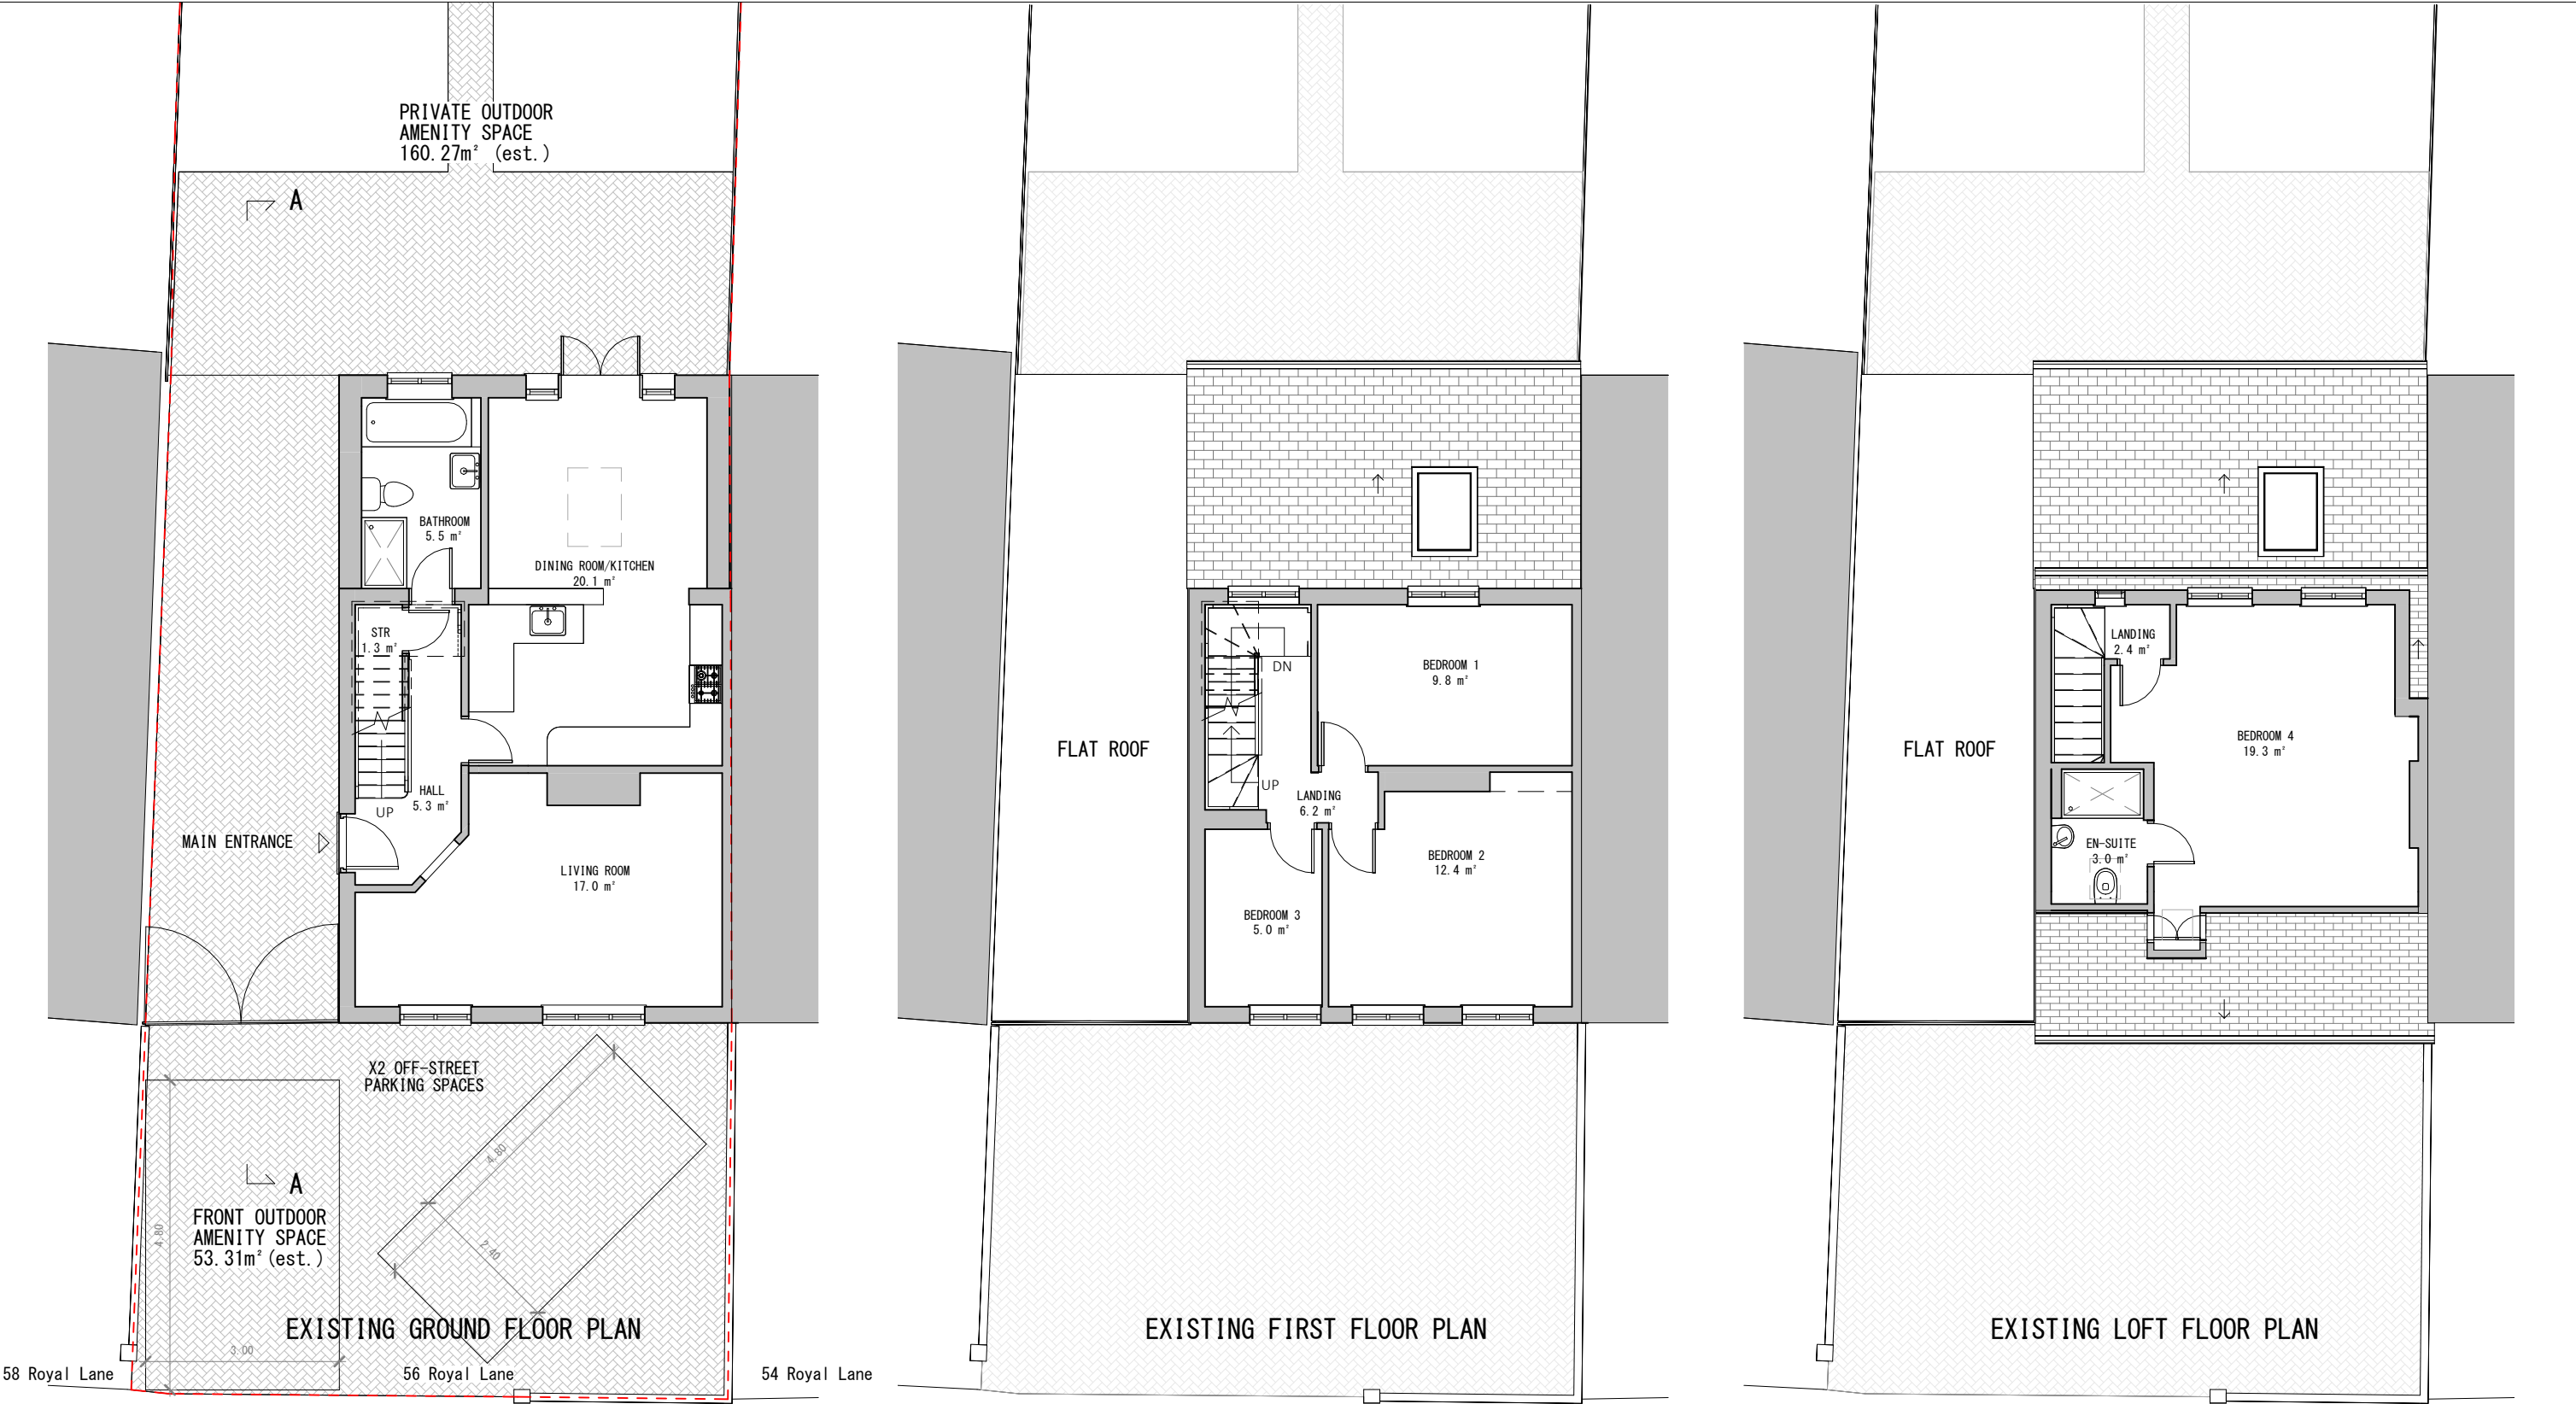 PRIVATE OUTDOOR
AMENITY SPACE
160.27m² (est.)
A
BATHROOM
5.5 m²
DINING ROOM/KITCHEN
20.1 m²
STR
1.3 m²
HALL
5.3 m²
UP
MAIN ENTRANCE
LIVING ROOM
17.0 m²
X2 OFF-STREET
PARKING SPACES
4.80
2.40
4.80
A
FRONT OUTDOOR
AMENITY SPACE
53.31m² (est.)
EXISTING GROUND FLOOR PLAN
3.00
58 Royal Lane
56 Royal Lane
54 Royal Lane
DN
BEDROOM 1
9.8 m²
FLAT ROOF
UP
LANDING
6.2 m²
BEDROOM 2
12.4 m²
BEDROOM 3
5.0 m²
EXISTING FIRST FLOOR PLAN
LANDING
2.4 m²
BEDROOM 4
19.3 m²
FLAT ROOF
EN-SUITE
3.0 m²
EXISTING LOFT FLOOR PLAN